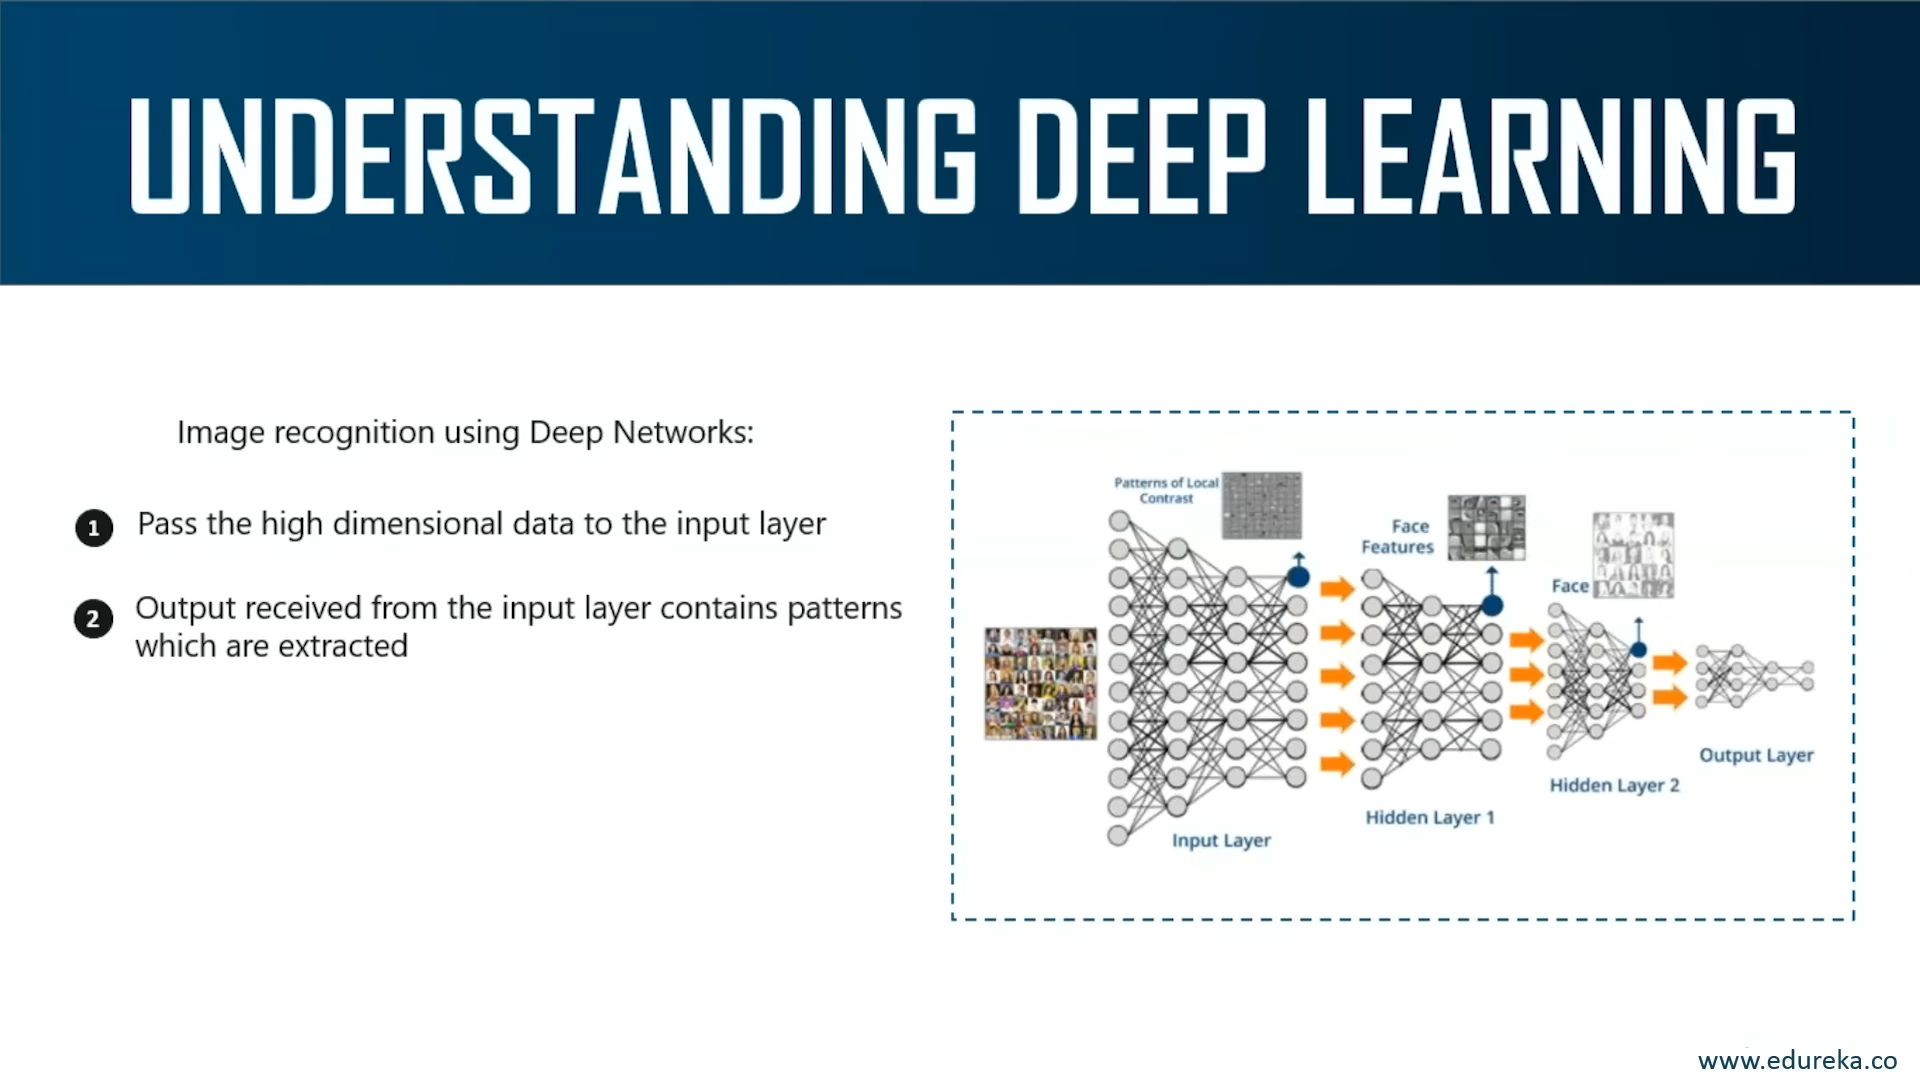 UNDERSTANDING DEEP LEARNING
Image recognition using Deep Networks:
1 Pass the high dimensional data to the input layer
2 Output received from the input layer contains patterns
which are extracted
Patterns of Local
Contrast
Face
Features
Face
Input Layer
Hidden Layer 1
Hidden Layer 2
Output Layer
www.edureka.co